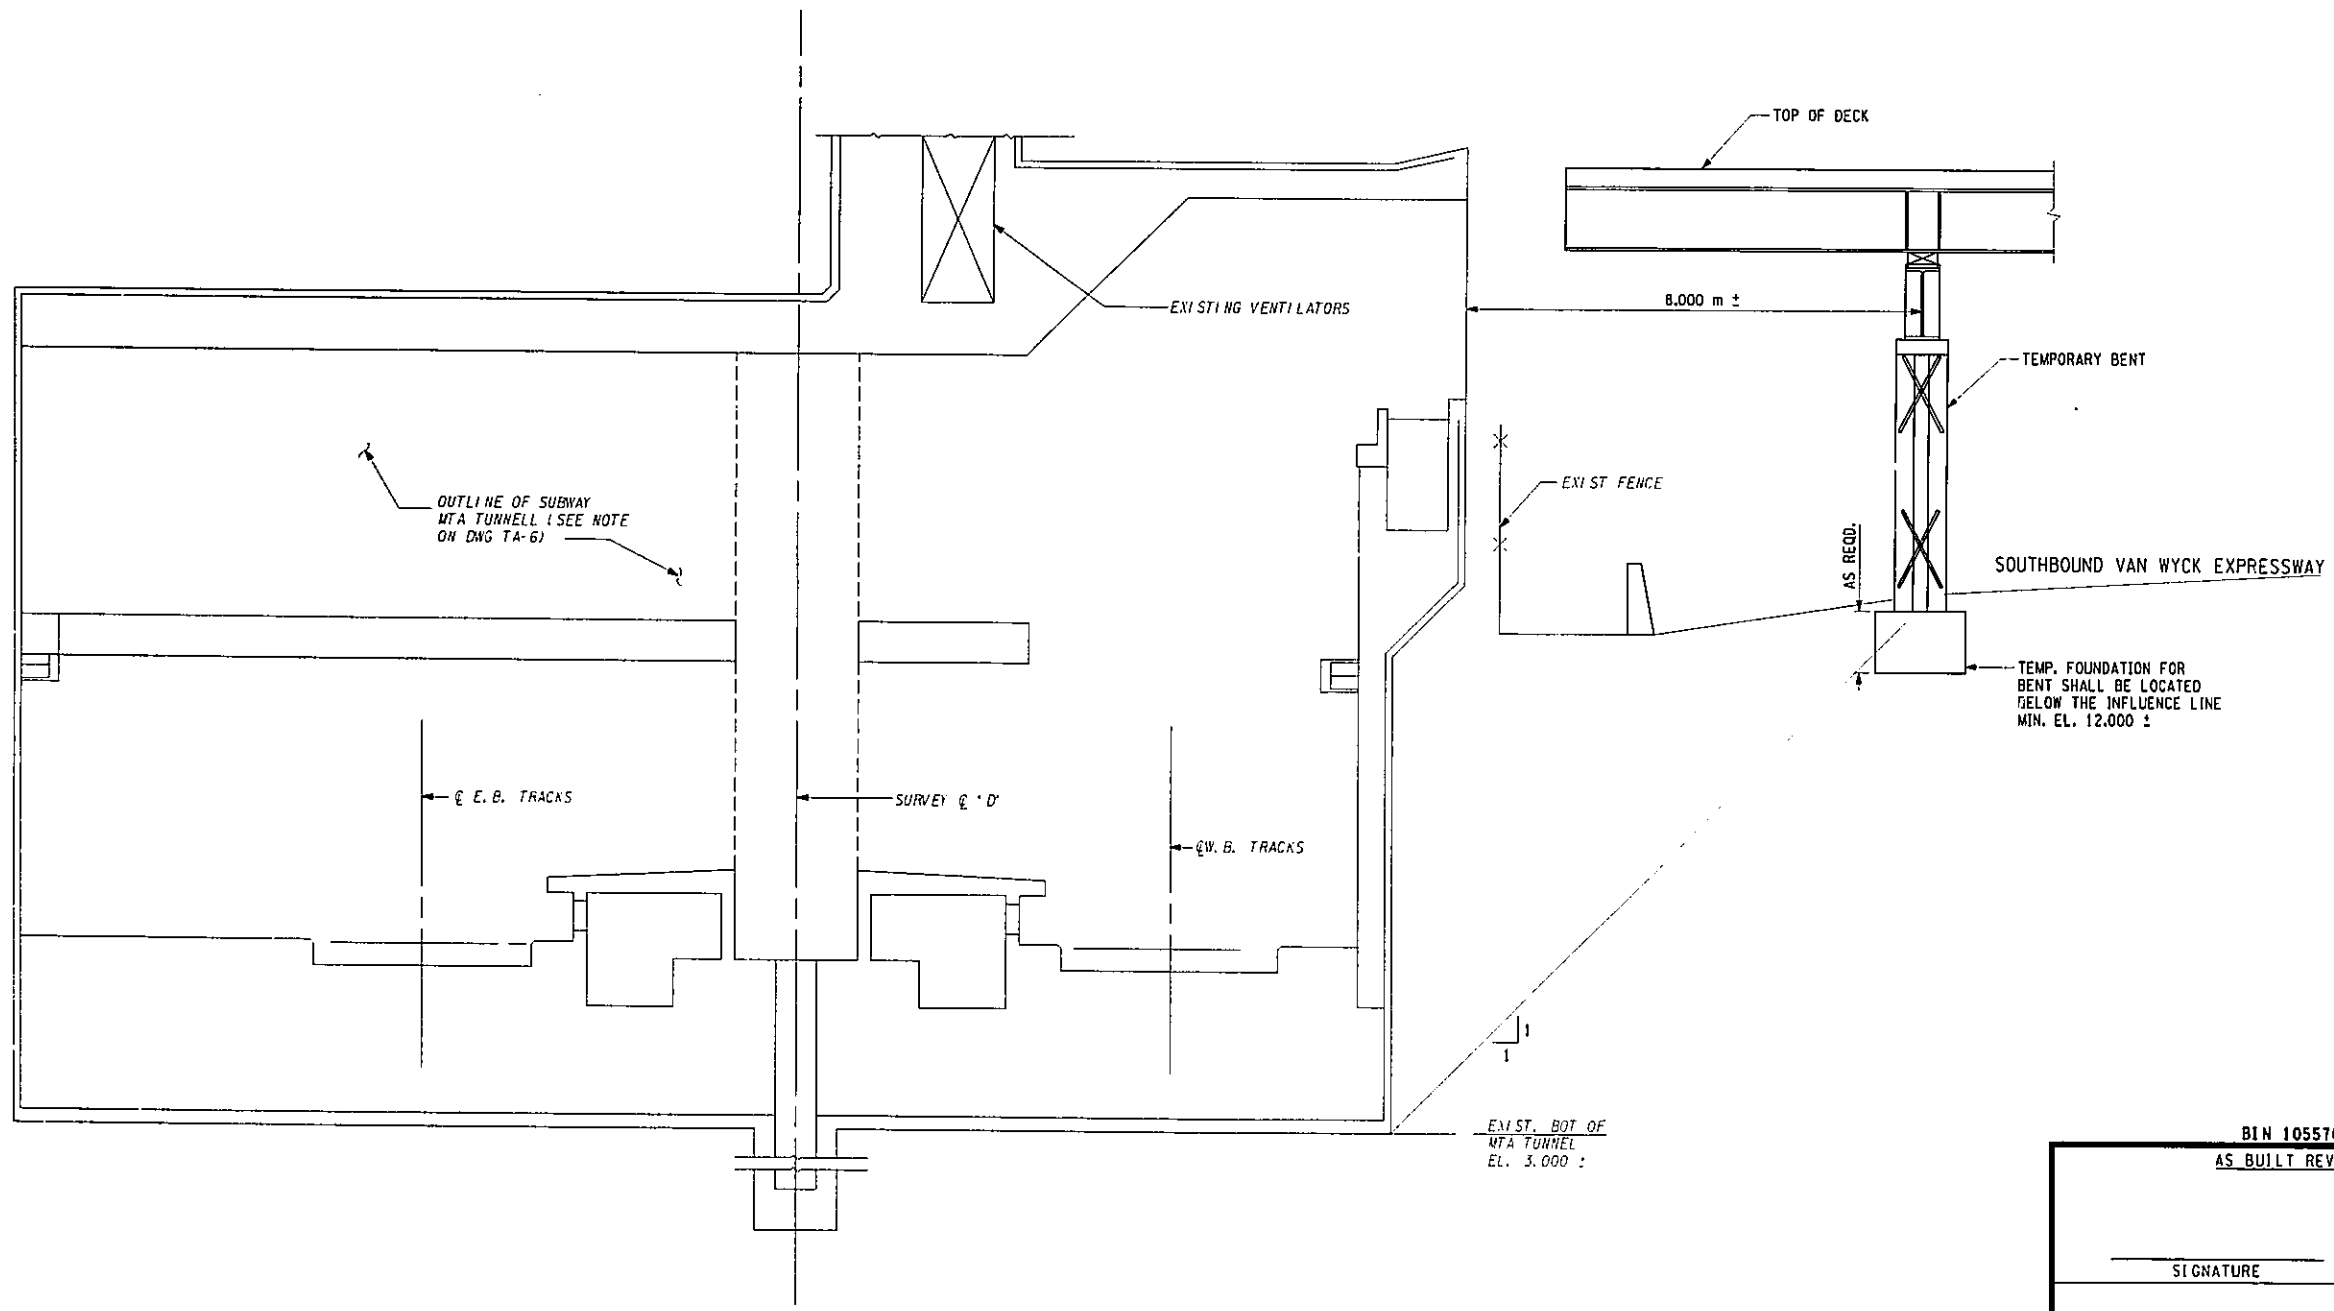 TOP OF DECK
EXISTING VENTILATORS
8.000 m ±
TEMPORARY BENT
OUTLINE OF SUBWAY
MTA TUNNELL (SEE NOTE
ON DWG TA-6)
EXIST FENCE
AS REQD.
SOUTHBOUND VAN WYCK EXPRESSWAY
TEMP. FOUNDATION FOR
BENT SHALL BE LOCATED
BELOW THE INFLUENCE LINE
MIN. EL. 12.000 ±
℄ E.B. TRACKS
SURVEY ℄ 'D'
℄ W.B. TRACKS
1
1
EXIST. BOT OF
MTA TUNNEL
EL. 3.000 ±
BIN 10557
AS BUILT REV
SIGNATURE